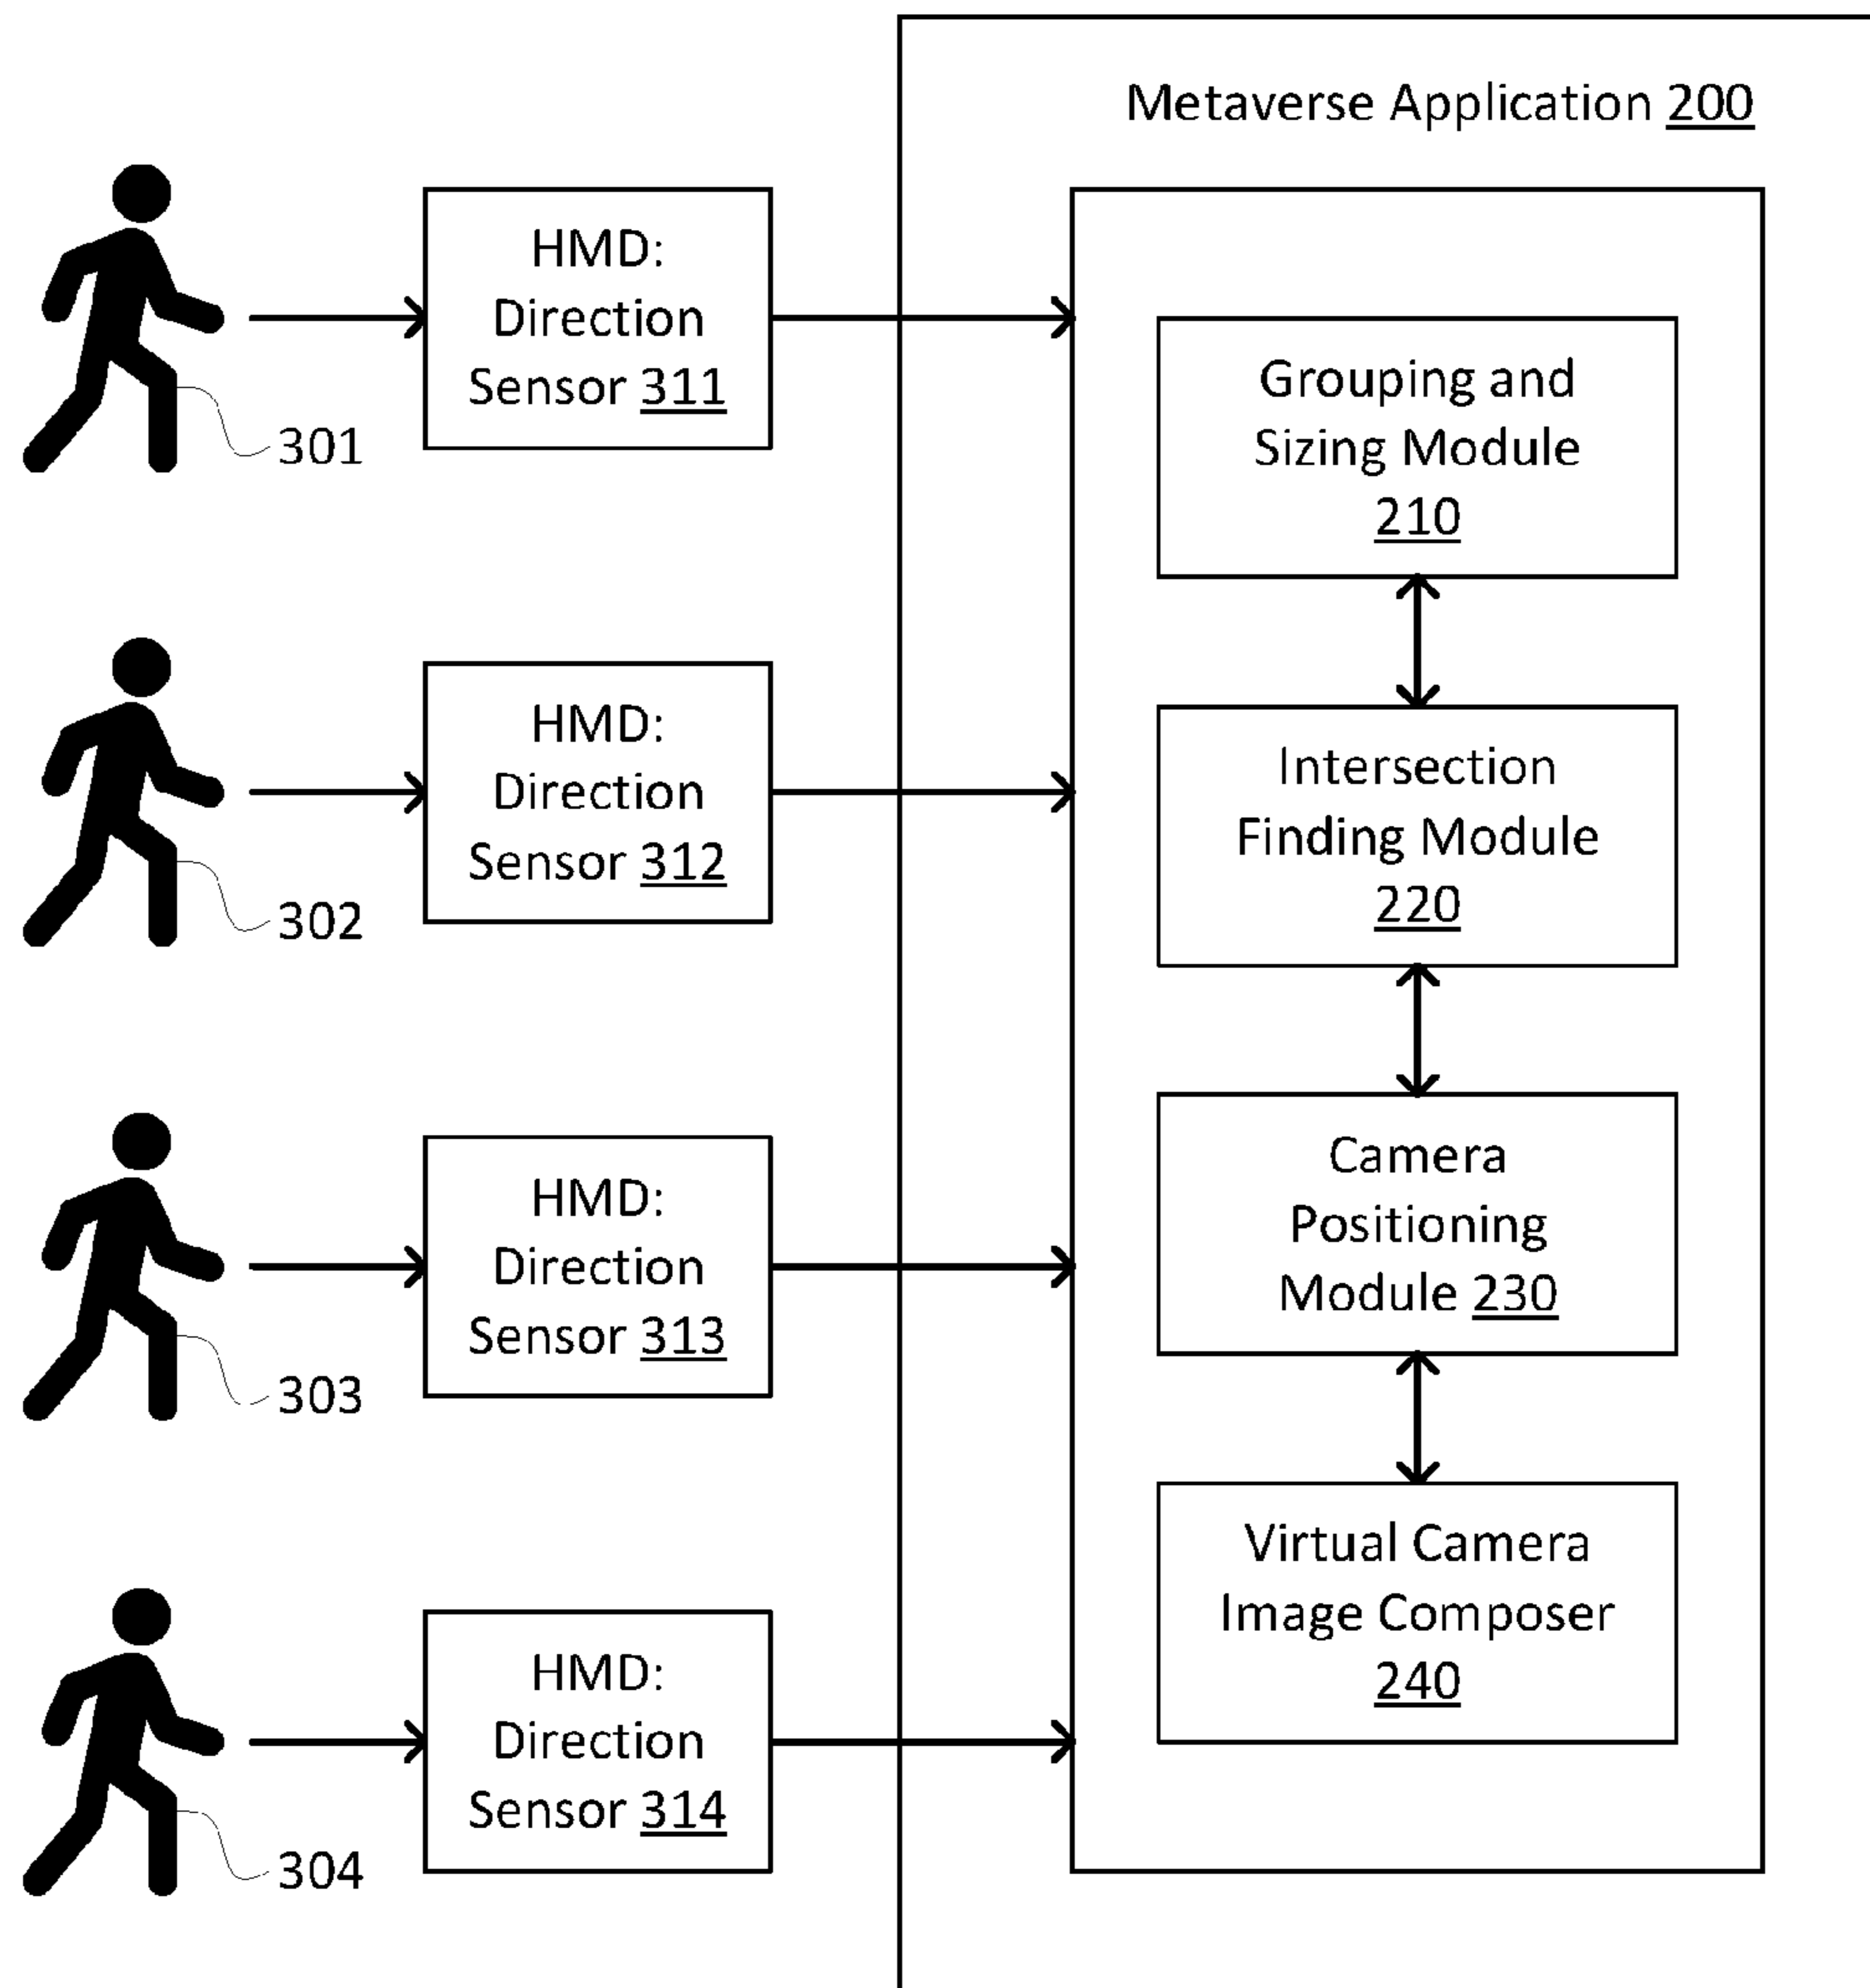 Metaverse Application 200
HMD:
Direction
Sensor 311
301
HMD:
Direction
Sensor 312
302
HMD:
Direction
Sensor 313
303
HMD:
Direction
Sensor 314
304
Grouping and
Sizing Module
210
Intersection
Finding Module
220
Camera
Positioning
Module 230
Virtual Camera
Image Composer
240